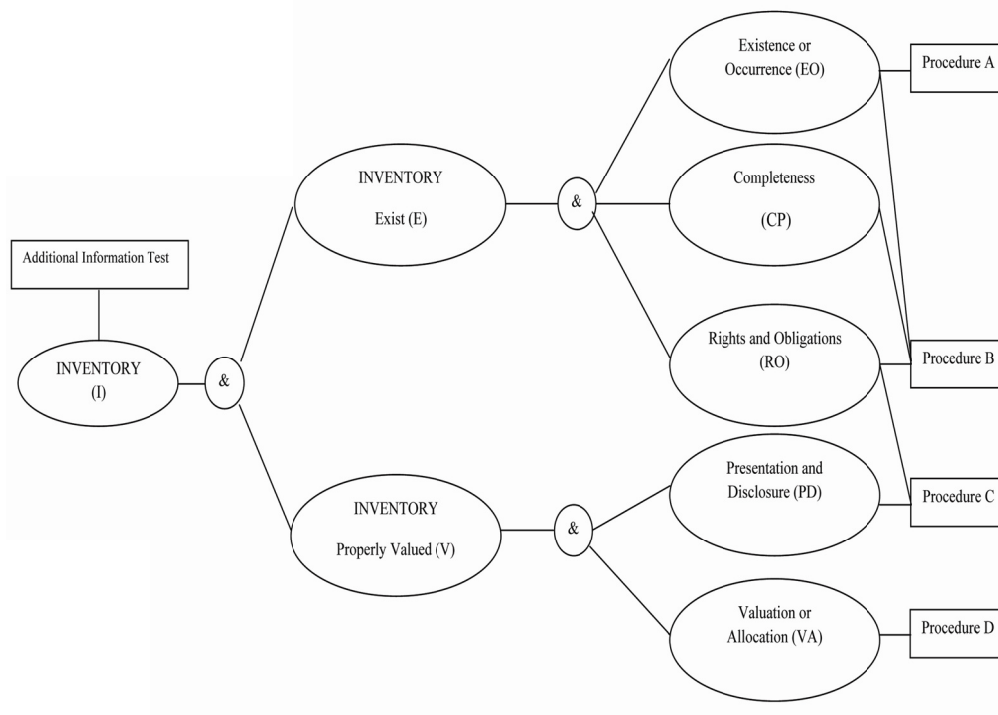 Additional Information Test
INVENTORY
(I)
&
INVENTORY
Exist (E)
&
INVENTORY
Properly Valued (V)
&
Existence or
Occurrence (EO)
Completeness
(CP)
Rights and Obligations
(RO)
Presentation and
Disclosure (PD)
Valuation or
Allocation (VA)
Procedure A
Procedure B
Procedure C
Procedure D